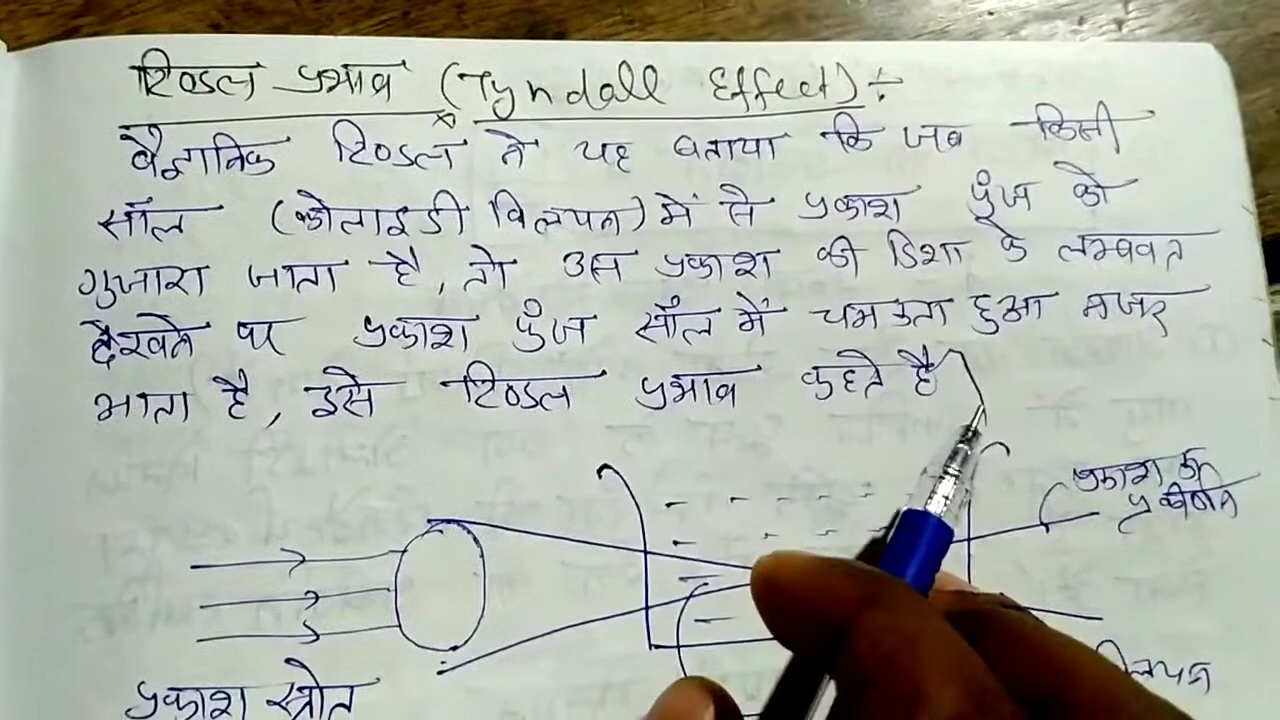 टिण्डल प्रभाव (Tyndall Effect) ÷
वैज्ञानिक टिण्डल ने यह बताया कि जब किसी
सॉल (कोलाइडी विलयन) में से प्रकाश पुंज को
गुजारा जाता है, तो उस प्रकाश की दिशा के लम्बवत
देखने पर प्रकाश पुंज सॉल में चमकता हुआ नजर
आता है, इसे टिण्डल प्रभाव कहते है
प्रकाश का
प्रकीर्णन
प्रकाश स्त्रोत